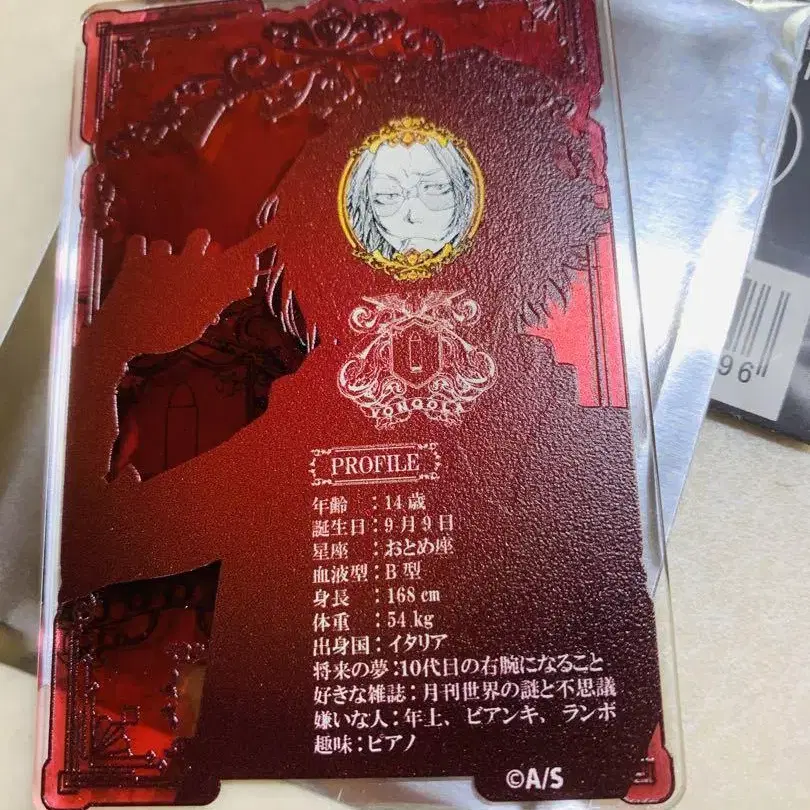 VONGOLA
PROFILE
年齢　：14歳
誕生日：9月9日
星座　：おとめ座
血液型：B型
身長　：168cm
体重　：54kg
出身国：イタリア
将来の夢：10代目の右腕になること
好きな雑誌：月刊世界の謎と不思議
嫌いな人：年上、ビアンキ、ランボ
趣味：ピアノ
©A/S
96